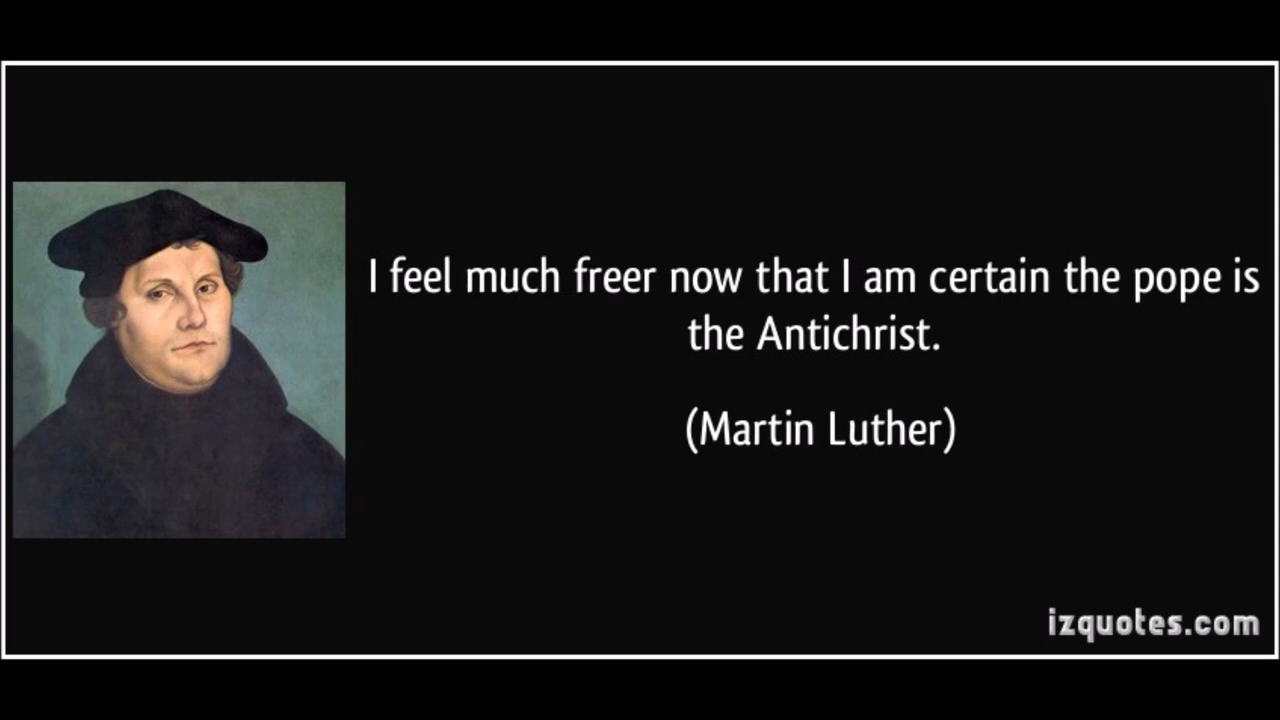 I feel much freer now that I am certain the pope is
the Antichrist.
(Martin Luther)
izquotes.com